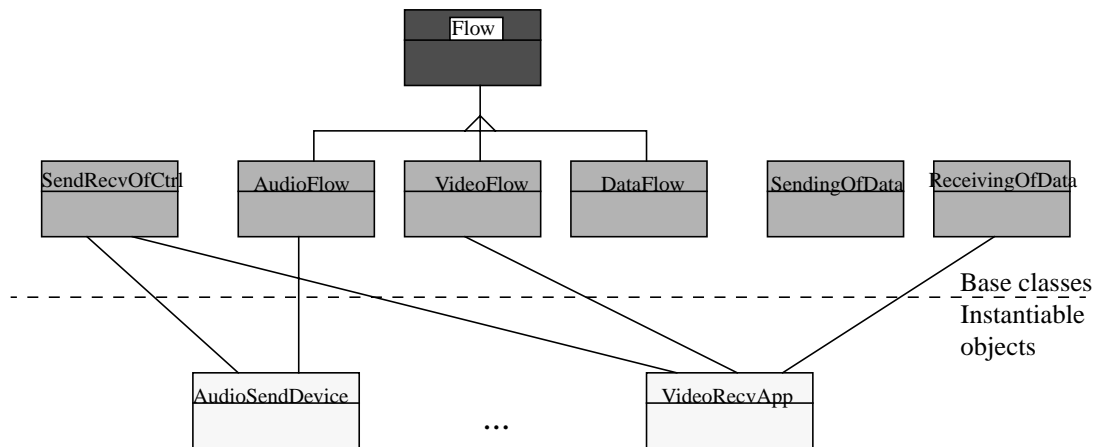 Flow
SendRecvOfCtrl
AudioFlow
VideoFlow
DataFlow
SendingOfData
ReceivingOfData
Base classes
Instantiable
objects
AudioSendDevice
...
VideoRecvApp